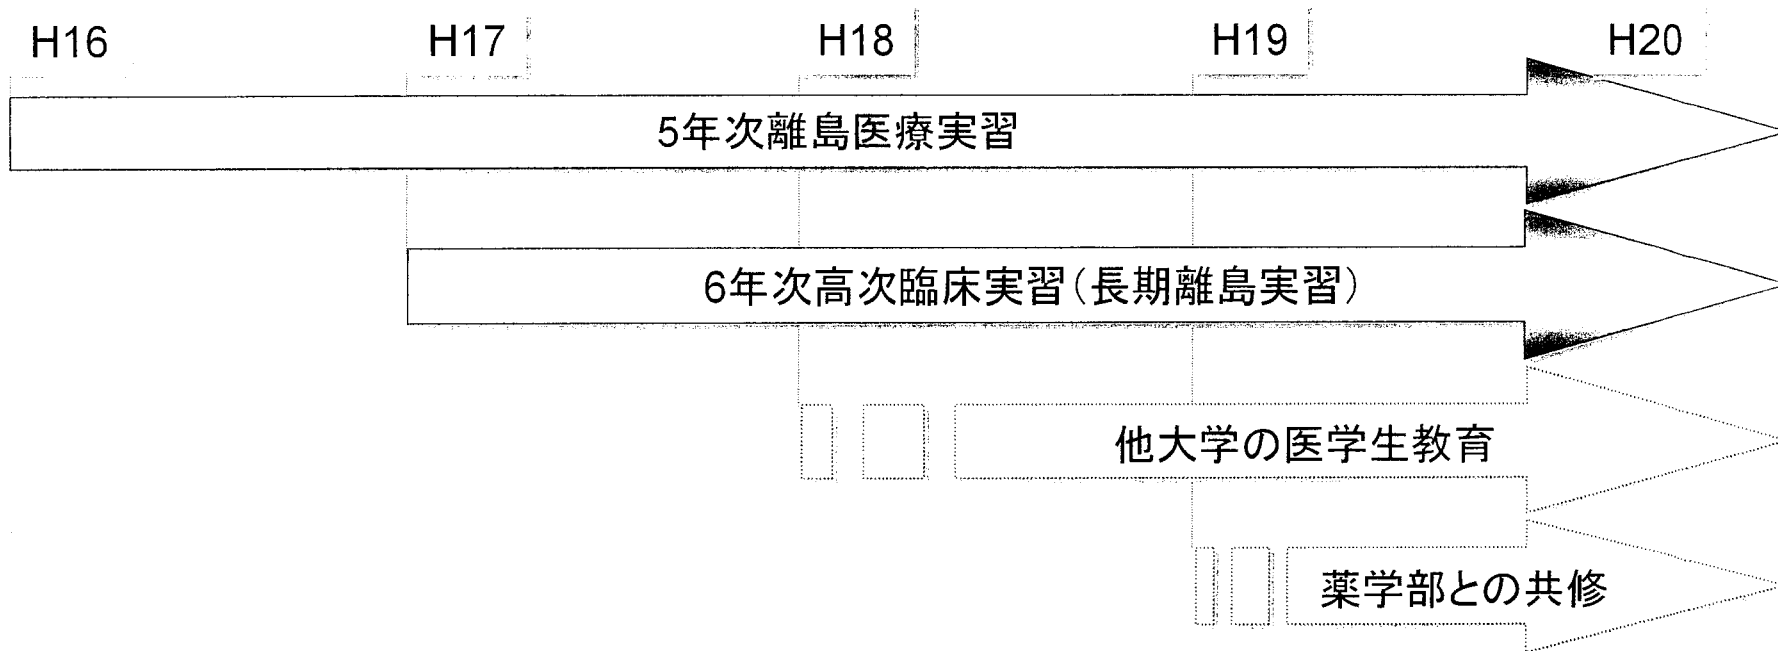 H16 H17 H18 H19 H20
5年次離島医療実習
6年次高次臨床実習（長期離島実習）
他大学の医学生教育
薬学部との共修